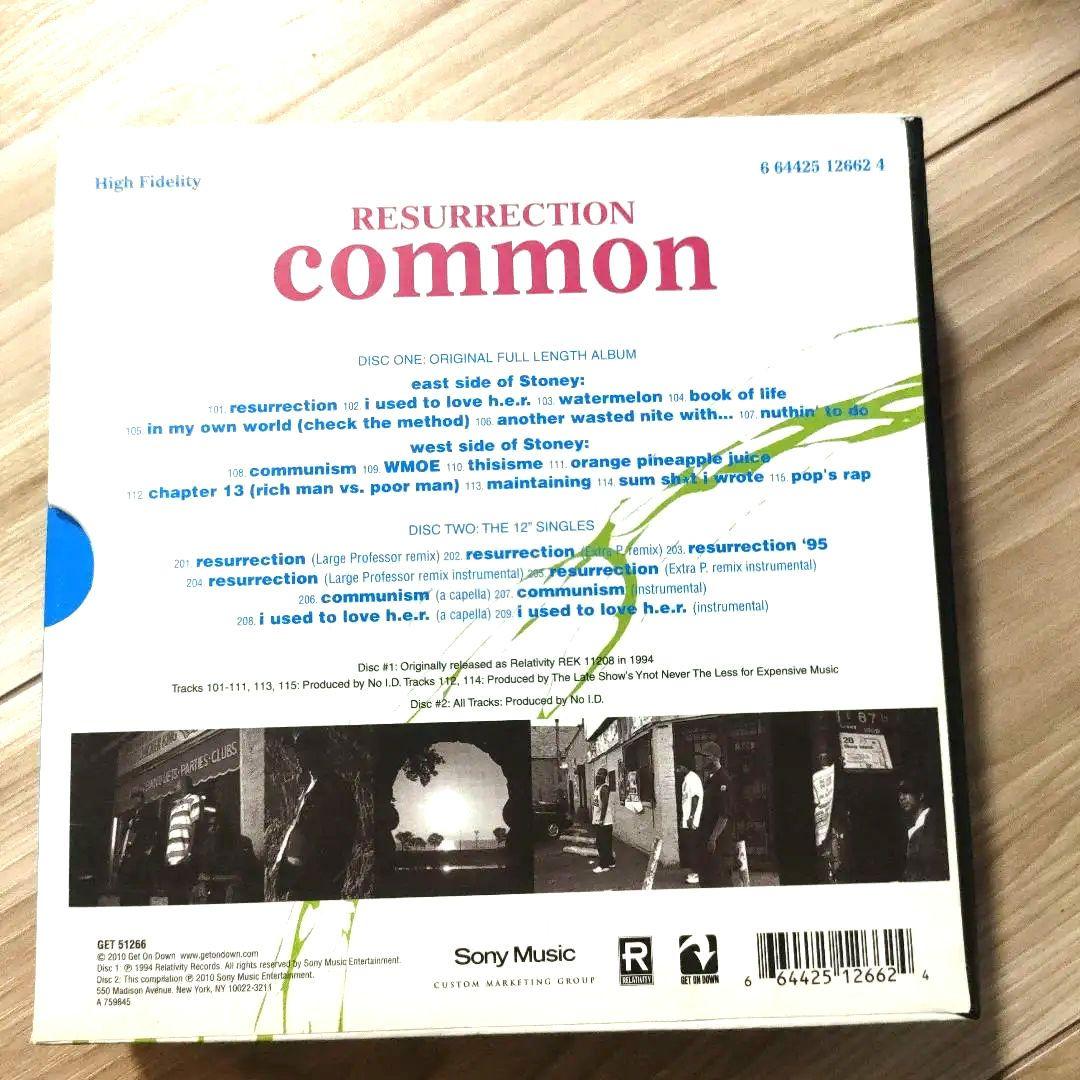 High Fidelity
6 64425 12662 4
RESURRECTION
common
DISC ONE: ORIGINAL FULL LENGTH ALBUM
east side of Stoney:
101. resurrection 102. i used to love h.e.r. 103. watermelon 104. book of life
105. in my own world (check the method) 106. another wasted nite with... 107. nuthin' to do
west side of Stoney:
108. communism 109. WMOE 110. thisisme 111. orange pineapple juice
112. chapter 13 (rich man vs. poor man) 113. maintaining 114. sum sh*t i wrote 115. pop's rap
DISC TWO: THE 12" SINGLES
201. resurrection (Large Professor remix) 202. resurrection (Extra P. remix) 203. resurrection '95
204. resurrection (Large Professor remix instrumental) 205. resurrection (Extra P. remix instrumental)
206. communism (a capella) 207. communism (instrumental)
208. i used to love h.e.r. (a capella) 209. i used to love h.e.r. (instrumental)
Disc #1: Originally released as Relativity REK 11208 in 1994
Tracks 101-111, 113, 115: Produced by No I.D. Tracks 112, 114: Produced by The Late Show's Ynot Never The Less for Expensive Music
Disc #2: All Tracks: Produced by No I.D.
BANQUETS·PARTIES·CLUBS
87
28
GET 51266
© 2010 Get On Down www.getondown.com
Disc 1: ℗ 1994 Relativity Records. All rights reserved by Sony Music Entertainment.
Disc 2: This compilation ℗ 2010 Sony Music Entertainment.
550 Madison Avenue. New York, NY 10022-3211
A 759845
Sony Music
CUSTOM MARKETING GROUP
R
RELATIVITY
GET ON DOWN
6 64425 12662 4